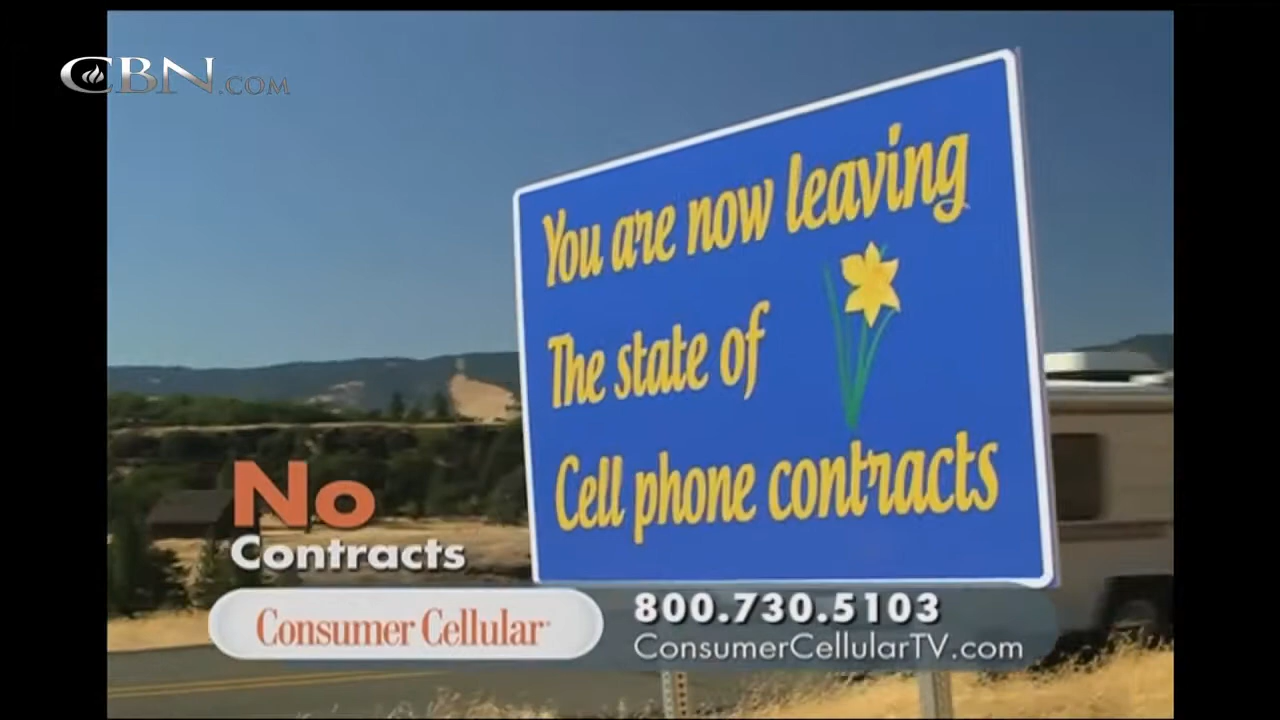 CBN.COM
You are now leaving
The state of
Cell phone contracts
No
Contracts
Consumer Cellular
800.730.5103
ConsumerCellularTV.com